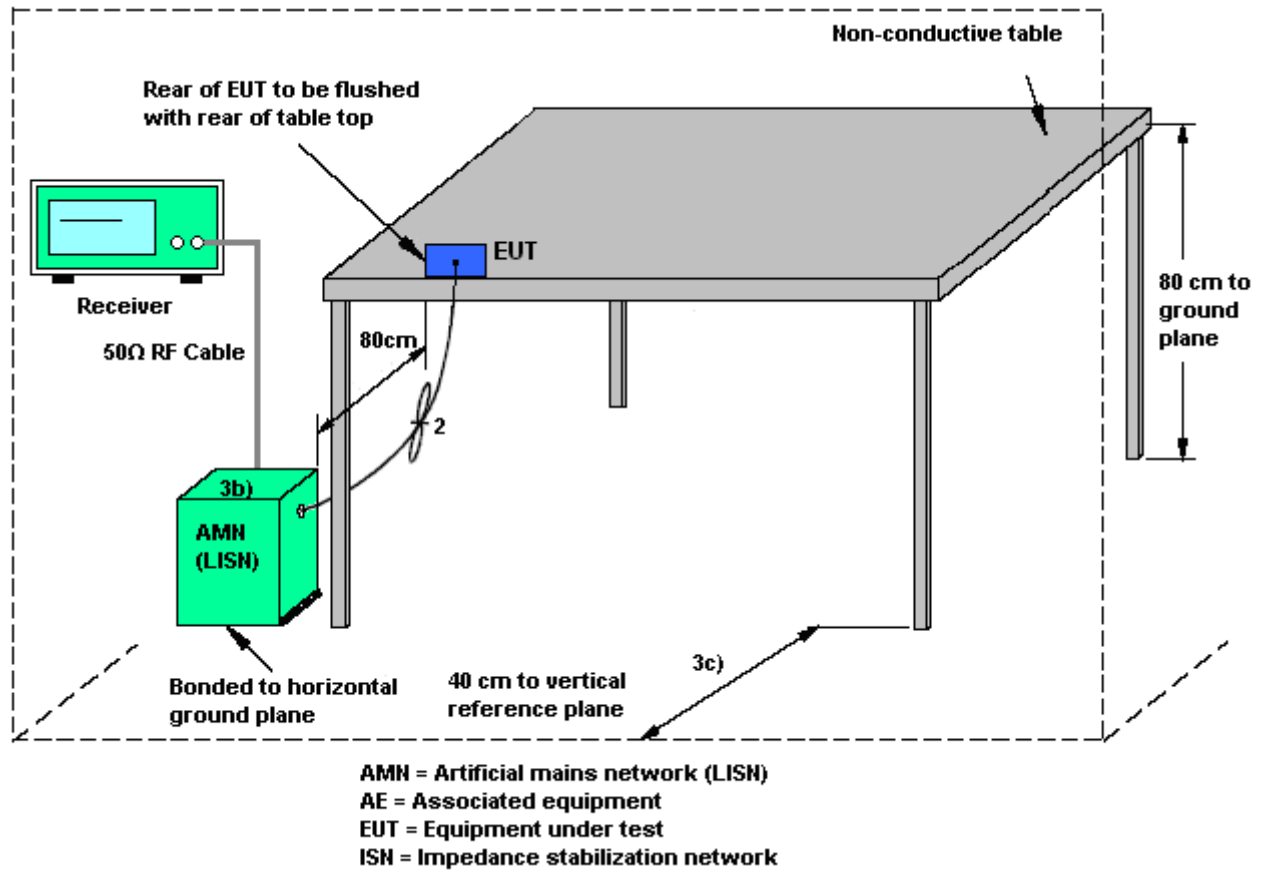 Non-conductive table
Rear of EUT to be flushed
with rear of table top
EUT
Receiver
80 cm to
ground
plane
80cm
50Ω RF Cable
2
3b)
AMN
(LISN)
3c)
Bonded to horizontal
ground plane
40 cm to vertical
reference plane
AMN = Artificial mains network (LISN)
AE = Associated equipment
EUT = Equipment under test
ISN = Impedance stabilization network